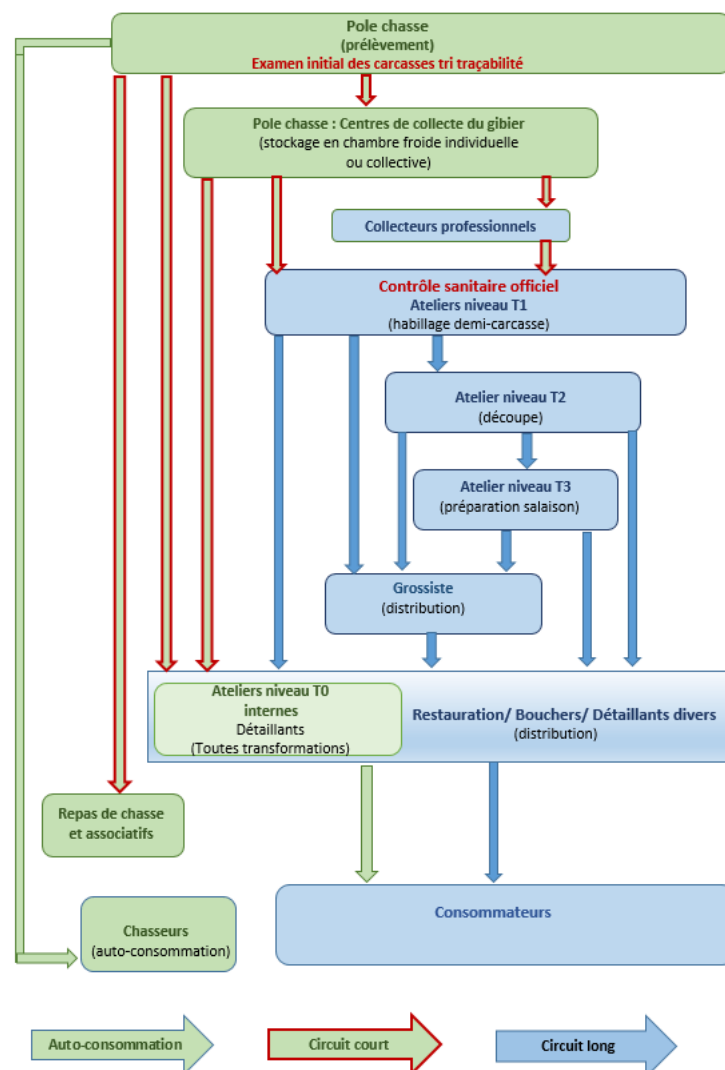 Pole chasse
(prélèvement)
Examen initial des carcasses tri traçabilité
Pole chasse : Centres de collecte du gibier
(stockage en chambre froide individuelle
ou collective)
Collecteurs professionnels
Contrôle sanitaire officiel
Ateliers niveau T1
(habillage demi-carcasse)
Atelier niveau T2
(découpe)
Atelier niveau T3
(préparation salaison)
Grossiste
(distribution)
Ateliers niveau T0
internes
Détaillants
(Toutes transformations)
Restauration/ Bouchers/ Détaillants divers
(distribution)
Repas de chasse
et associatifs
Chasseurs
(auto-consommation)
Consommateurs
Auto-consommation
Circuit court
Circuit long